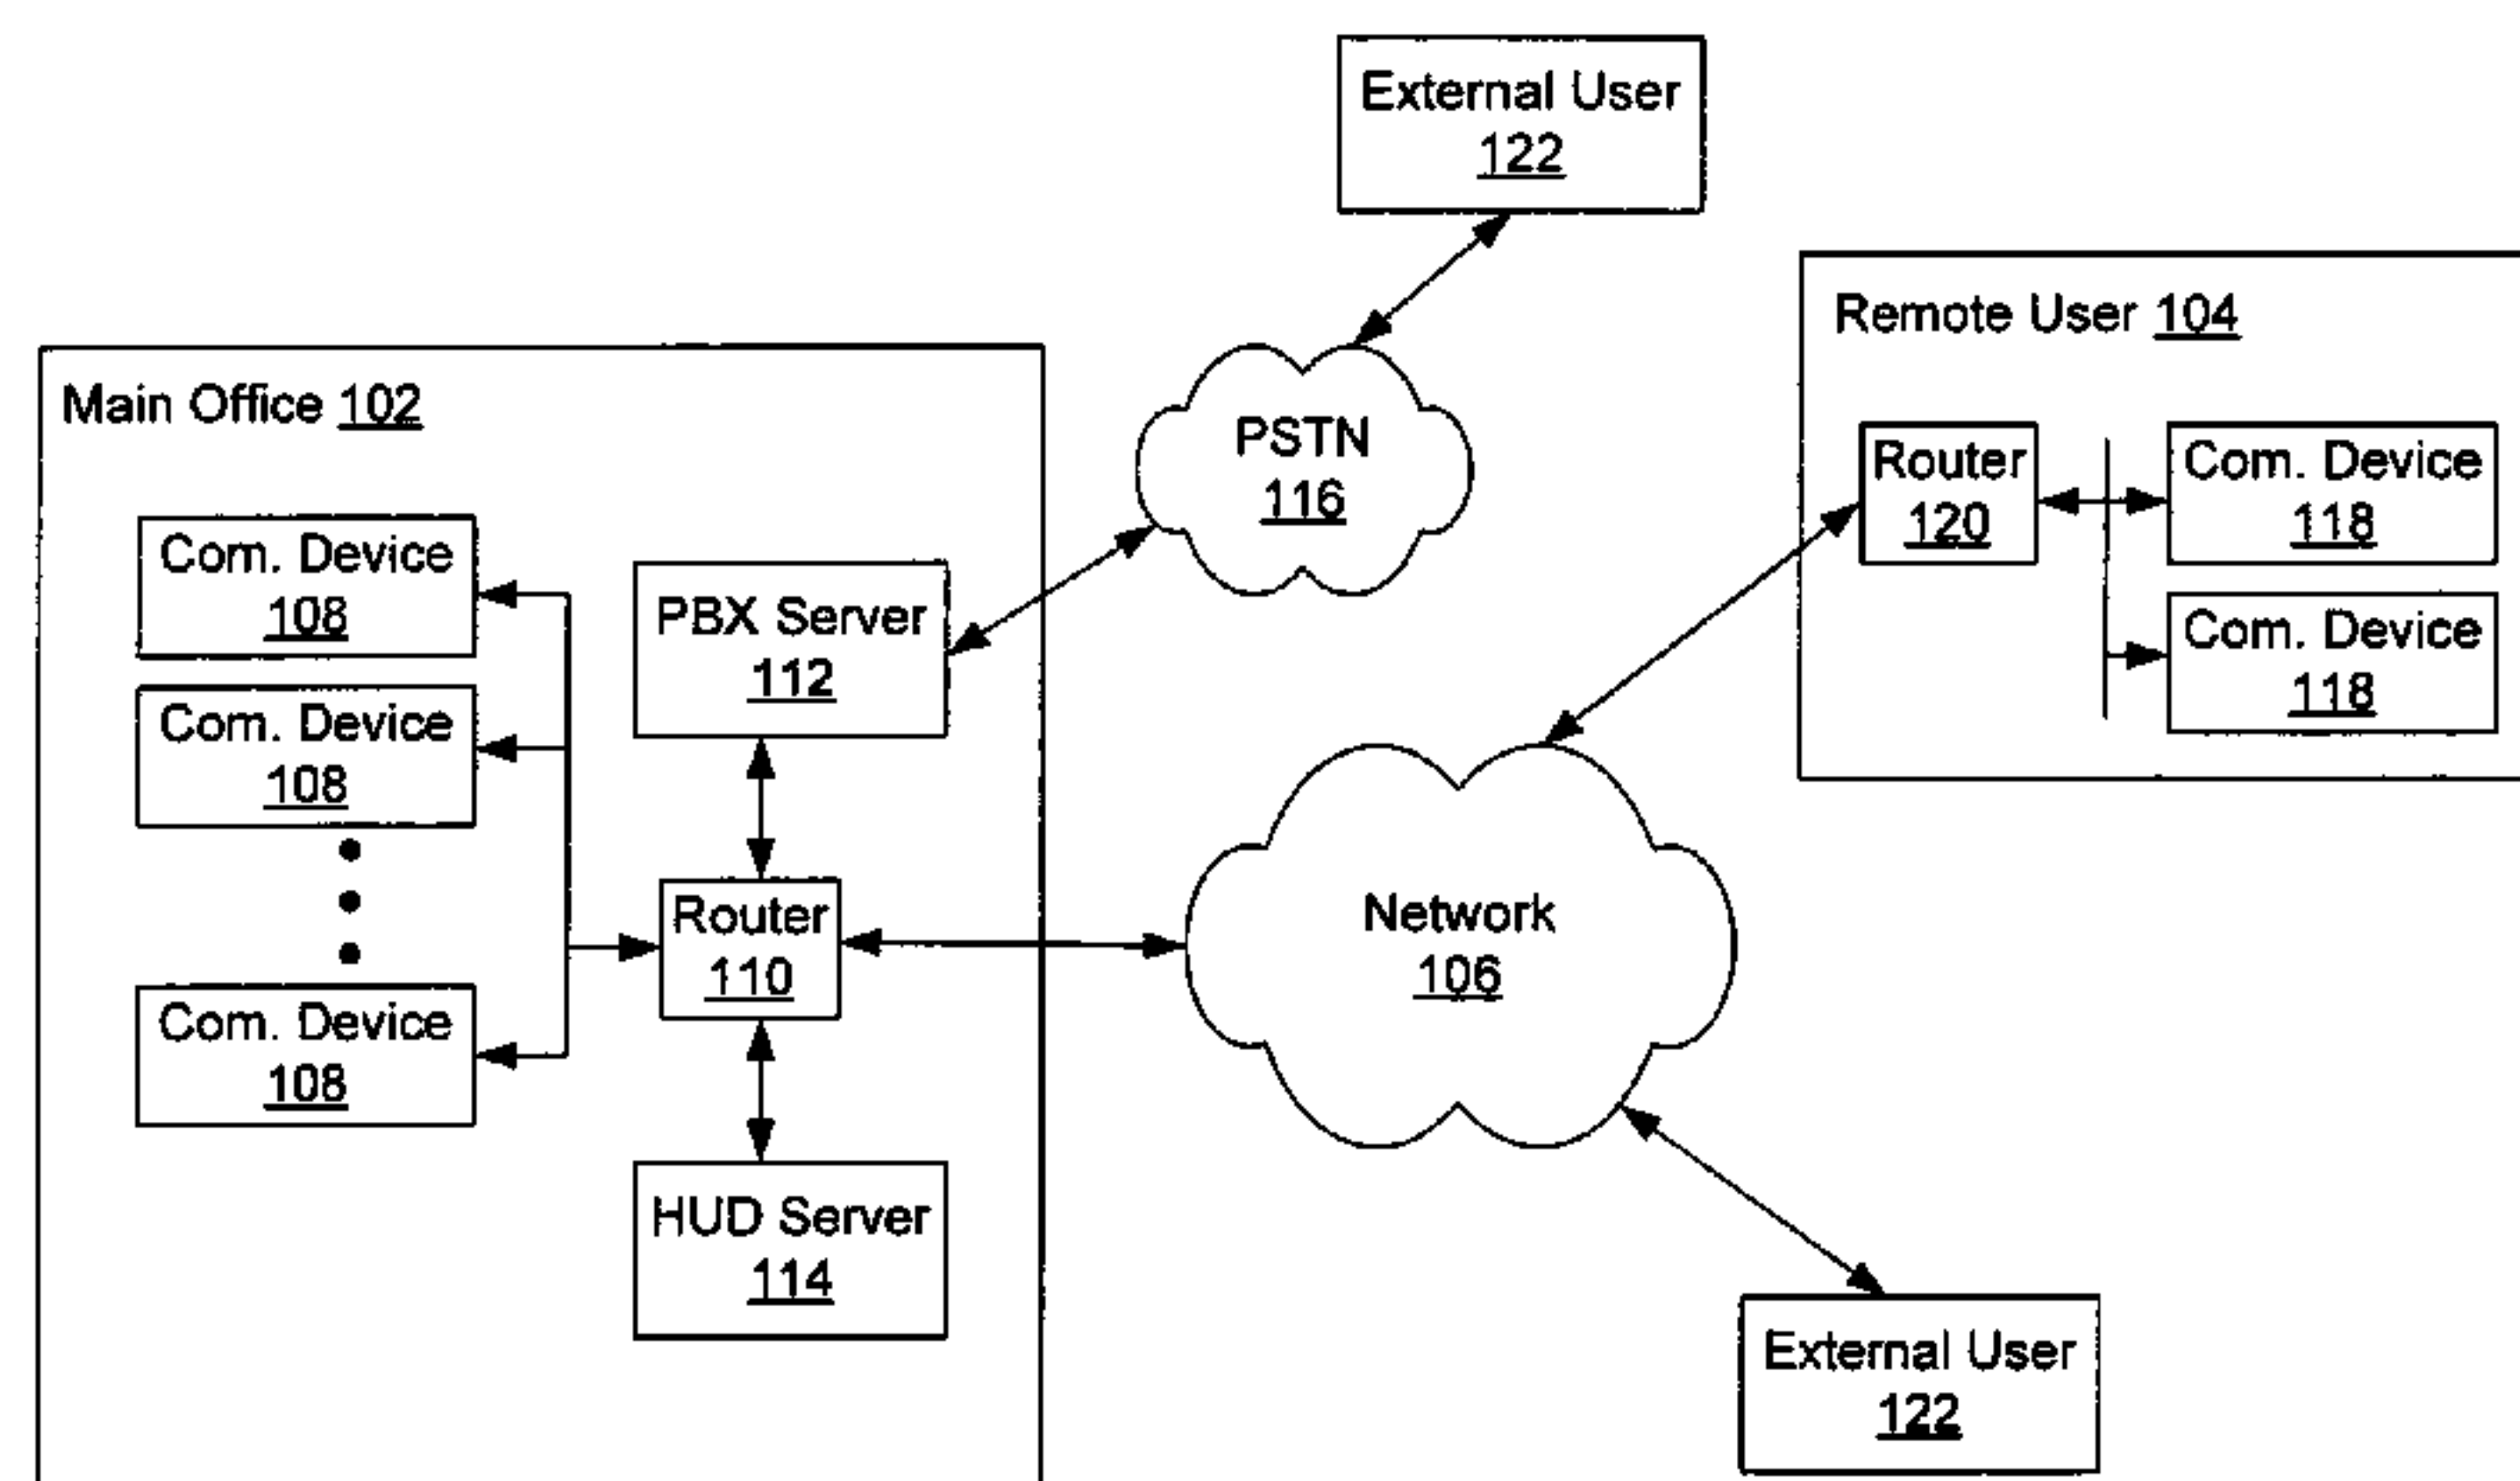 External User
122
Remote User 104
Main Office 102
PSTN
116
Router
120
Com. Device
118
Com. Device
118
Com. Device
108
PBX Server
112
Com. Device
108
Router
110
Network
106
Com. Device
108
HUD Server
114
External User
122